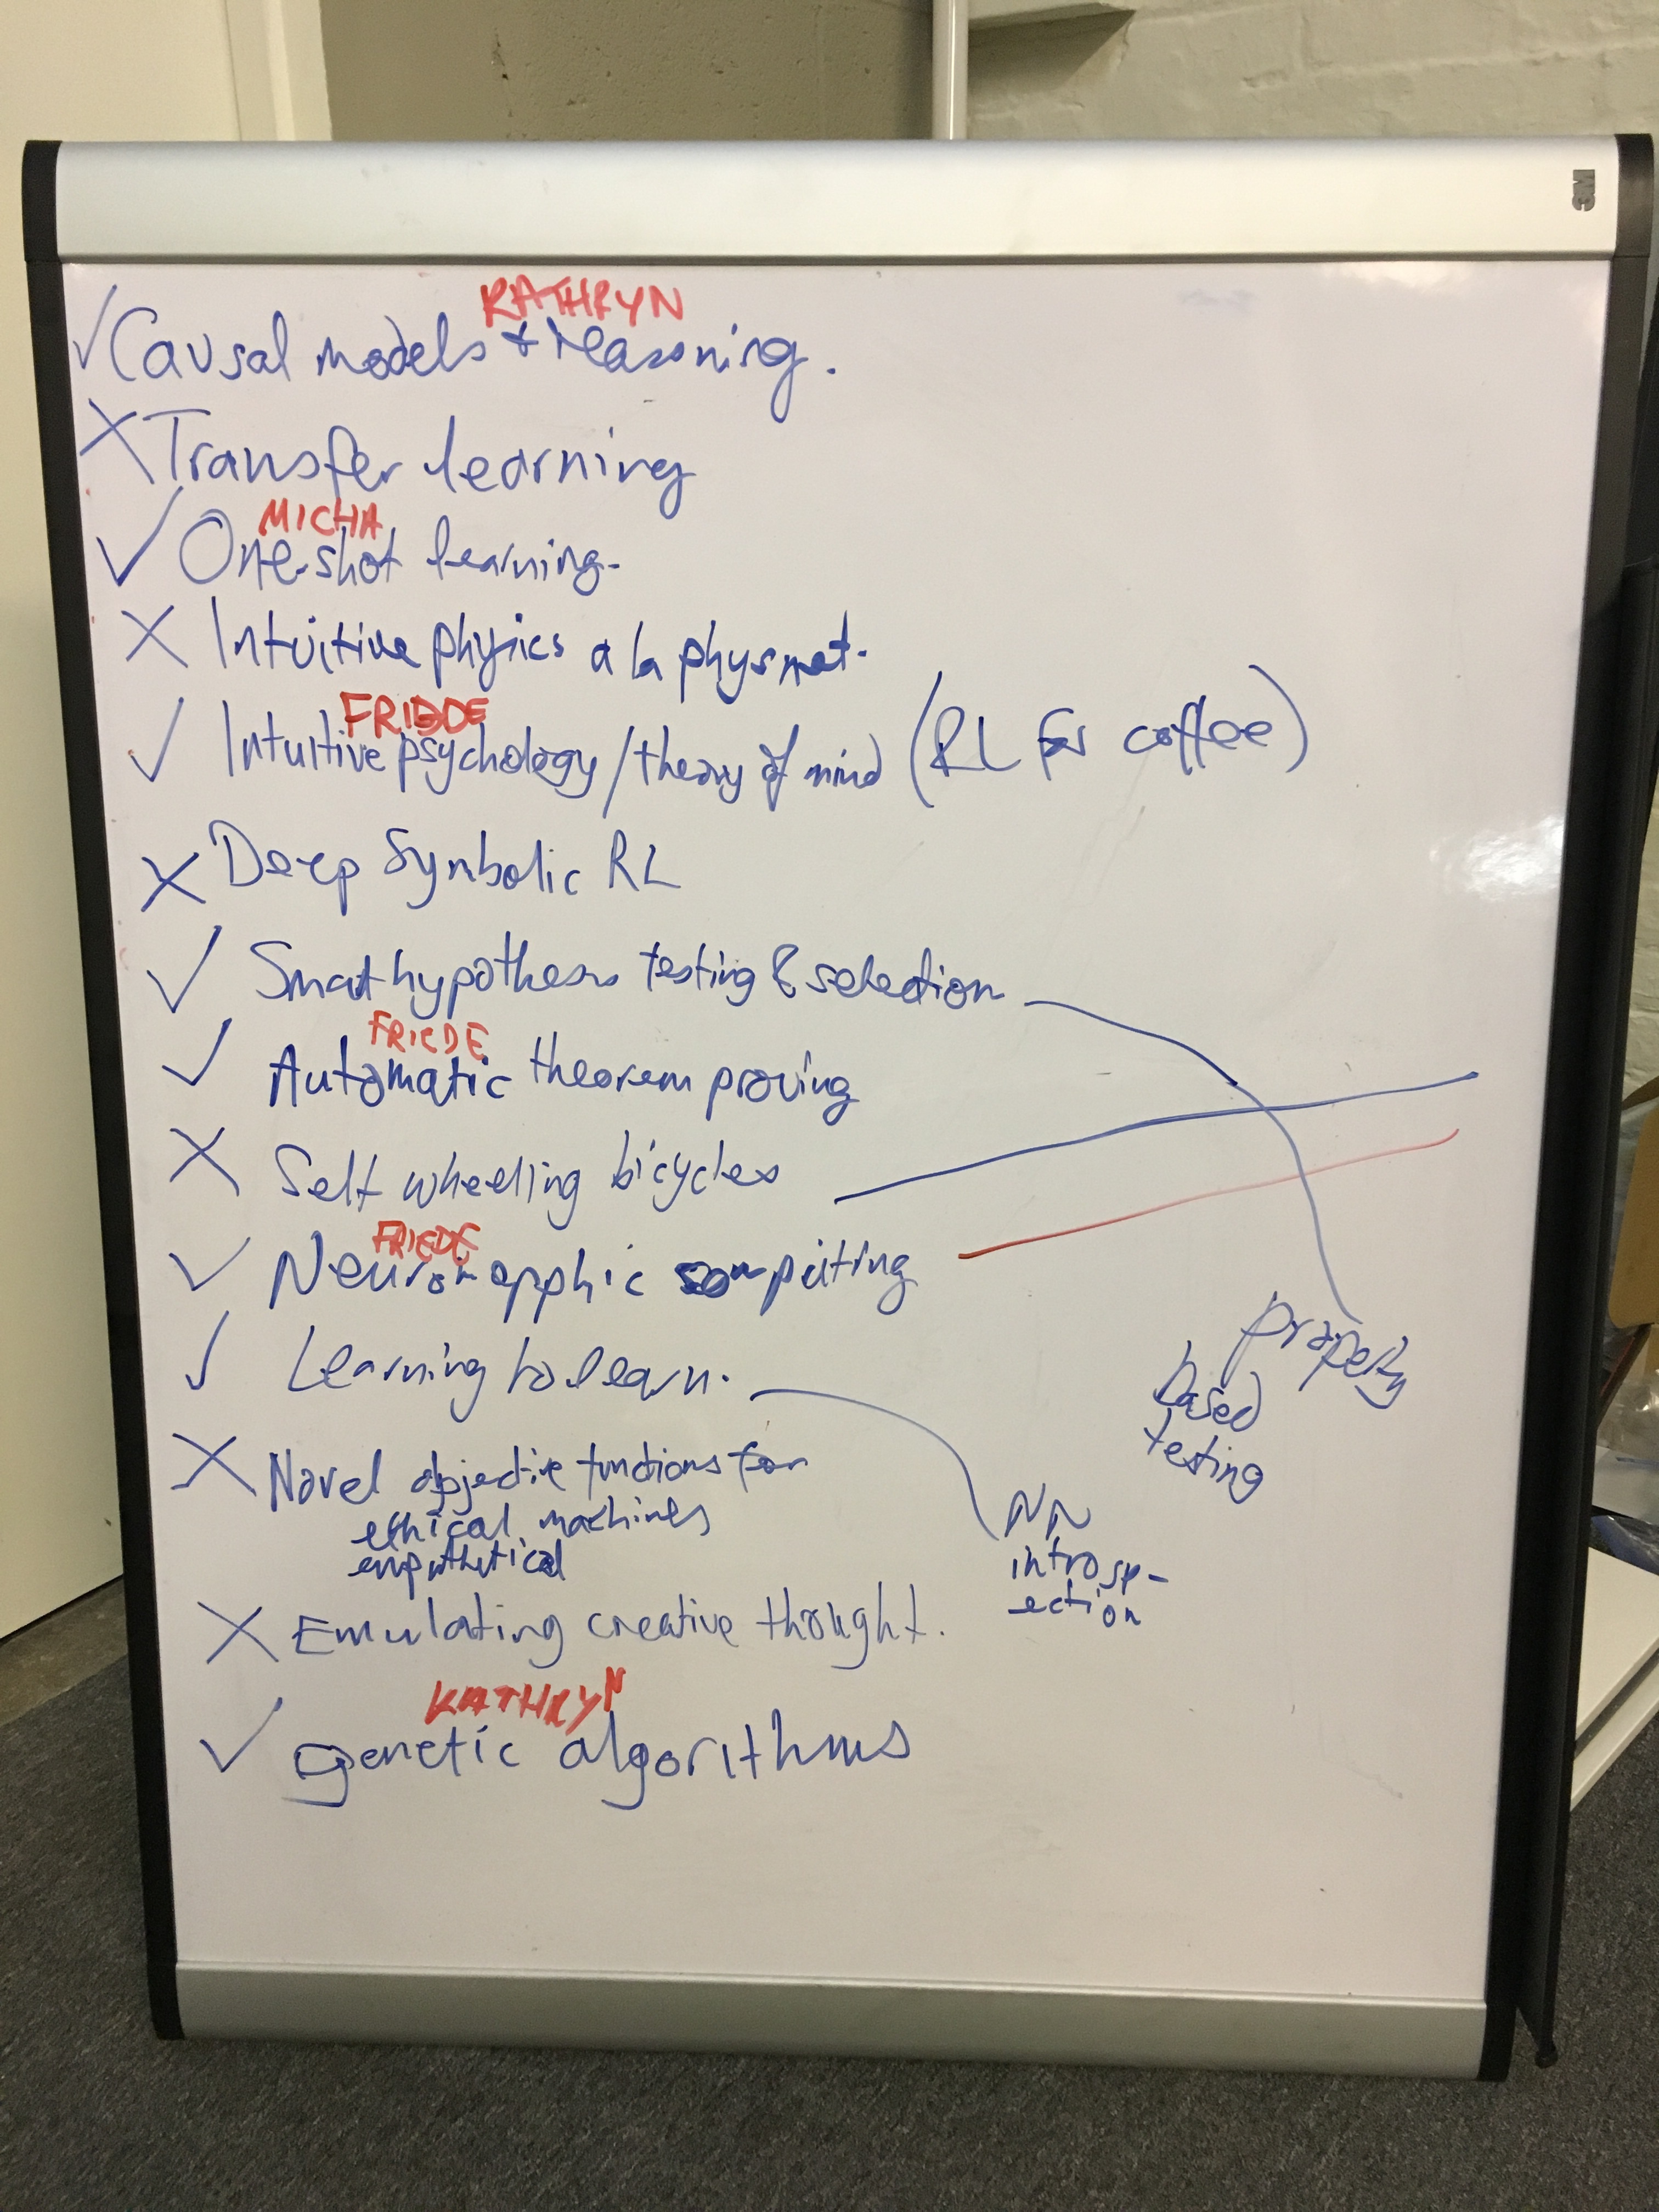 3M
KATHRYN
✓ Causal models + reasoning.
X Transfer learning
MICHA
✓ One-shot learning.
X Intuitive physics a la physnet.
FRIEDE
✓ Intuitive psychology / theory of mind (RL for coffee)
X Deep Symbolic RL
✓ Smart hypothesis testing & selection
FRIEDE
✓ Automatic theorem proving
X Self wheeling bicycles
FRIEDE
✓ Neuromorphic computing
property
based
testing
✓ Learning to learn.
NN
introsp-
ection
X Novel objective functions for
ethical machines
empathetical
X Emulating creative thought.
KATHRYN
✓ genetic algorithms